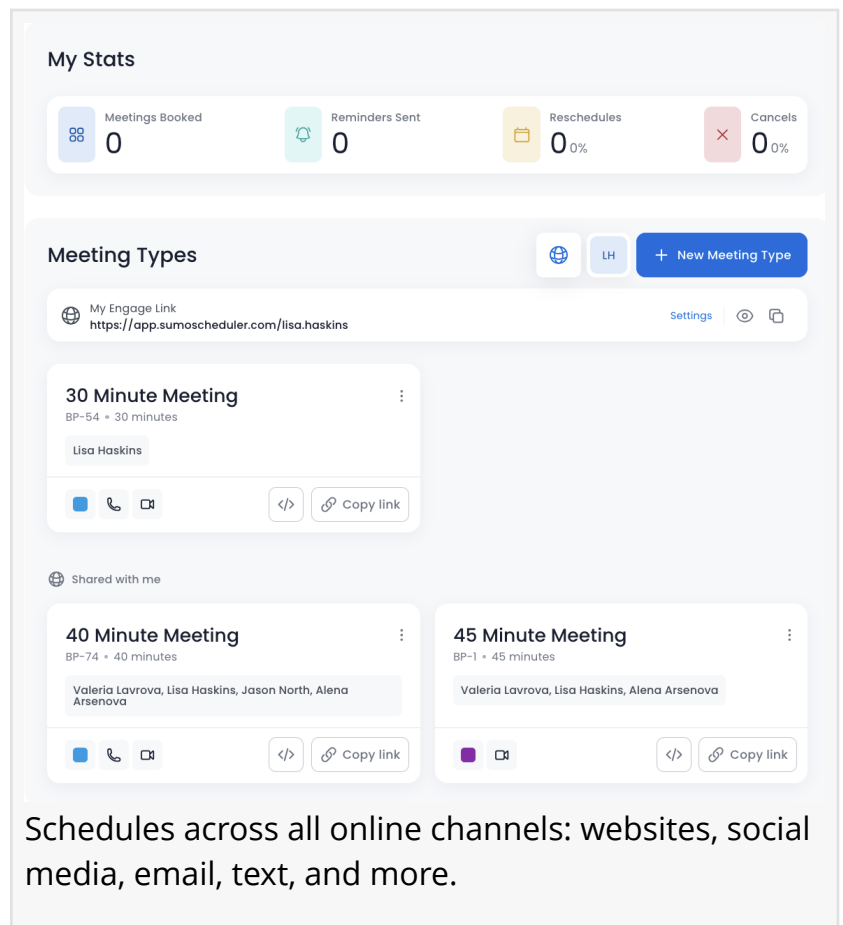 My Stats
Meetings Booked
0
Reminders Sent
0
Reschedules
0 0%
Cancels
0 0%
Meeting Types
LH
+ New Meeting Type
My Engage Link
https://app.sumoscheduler.com/lisa.haskins
Settings
30 Minute Meeting
BP-54 • 30 minutes
Lisa Haskins
</> Copy link
Shared with me
40 Minute Meeting
BP-74 • 40 minutes
Valeria Lavrova, Lisa Haskins, Jason North, Alena
Arsenova
</> Copy link
45 Minute Meeting
BP-1 • 45 minutes
Valeria Lavrova, Lisa Haskins, Alena Arsenova
</> Copy link
Schedules across all online channels: websites, social
media, email, text, and more.